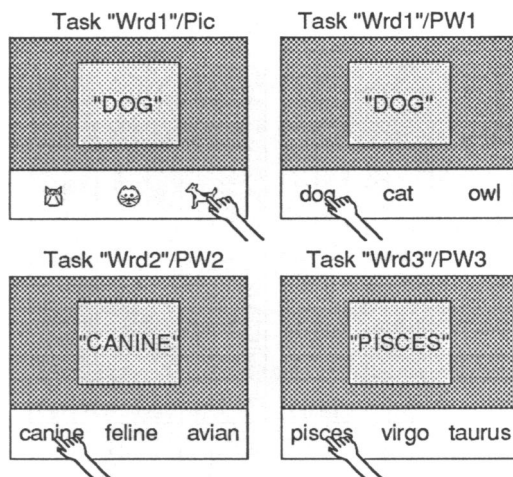 Task "Wrd1"/Pic
"DOG"
Task "Wrd1"/PW1
"DOG"
dog cat owl
Task "Wrd2"/PW2
"CANINE"
canine feline avian
Task "Wrd3"/PW3
"PISCES"
pisces virgo taurus